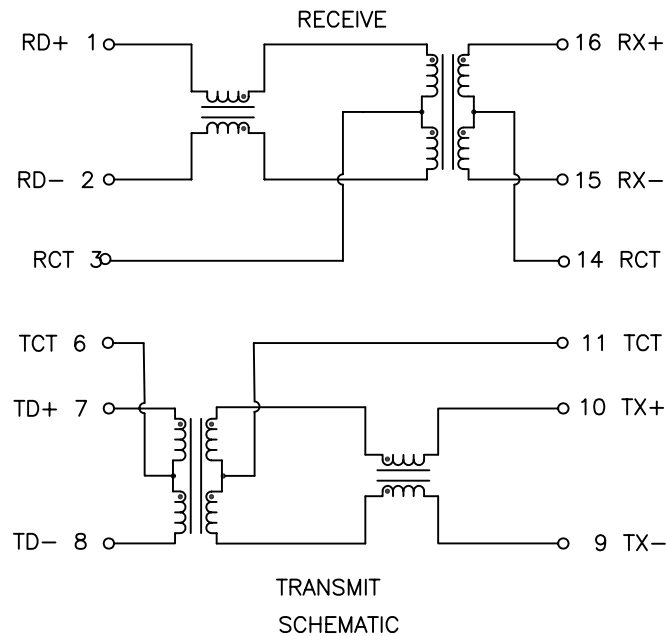 RECEIVE
RD+ 1 16 RX+
RD- 2 15 RX-
RCT 3 14 RCT
TCT 6 11 TCT
TD+ 7 10 TX+
TD- 8 9 TX-
TRANSMIT
SCHEMATIC